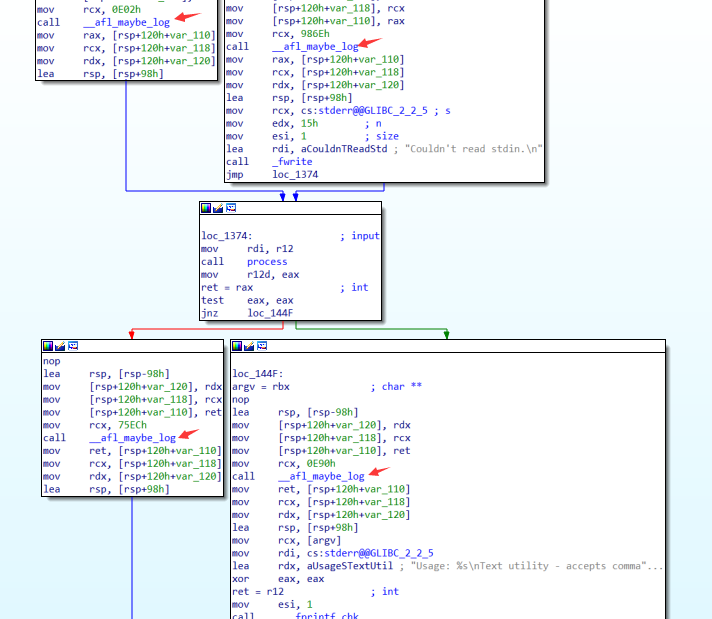 mov rcx, 0E02h
call __afl_maybe_log
mov rax, [rsp+120h+var_110]
mov rcx, [rsp+120h+var_118]
mov rdx, [rsp+120h+var_120]
lea rsp, [rsp+98h]
mov [rsp+120h+var_118], rcx
mov [rsp+120h+var_110], rax
mov rcx, 986Eh
call __afl_maybe_log
mov rax, [rsp+120h+var_110]
mov rcx, [rsp+120h+var_118]
mov rdx, [rsp+120h+var_120]
lea rsp, [rsp+98h]
mov rcx, cs:stderr@@GLIBC_2_2_5 ; s
mov edx, 15h ; n
mov esi, 1 ; size
lea rdi, aCouldnTReadStd ; "Couldn't read stdin.\n"
call _fwrite
jmp loc_1374
loc_1374: ; input
mov rdi, r12
call process
mov r12d, eax
ret = rax ; int
test eax, eax
jnz loc_144F
nop
lea rsp, [rsp-98h]
mov [rsp+120h+var_120], rdx
mov [rsp+120h+var_118], rcx
mov [rsp+120h+var_110], ret
mov rcx, 75ECh
call __afl_maybe_log
mov ret, [rsp+120h+var_110]
mov rcx, [rsp+120h+var_118]
mov rdx, [rsp+120h+var_120]
lea rsp, [rsp+98h]
loc_144F:
argv = rbx ; char **
nop
lea rsp, [rsp-98h]
mov [rsp+120h+var_120], rdx
mov [rsp+120h+var_118], rcx
mov [rsp+120h+var_110], ret
mov rcx, 0E90h
call __afl_maybe_log
mov ret, [rsp+120h+var_110]
mov rcx, [rsp+120h+var_118]
mov rdx, [rsp+120h+var_120]
lea rsp, [rsp+98h]
mov rcx, [argv]
mov rdi, cs:stderr@@GLIBC_2_2_5
lea rdx, aUsageSTextUtil ; "Usage: %s\nText utility - accepts comma"...
xor eax, eax
ret = r12 ; int
mov esi, 1
call